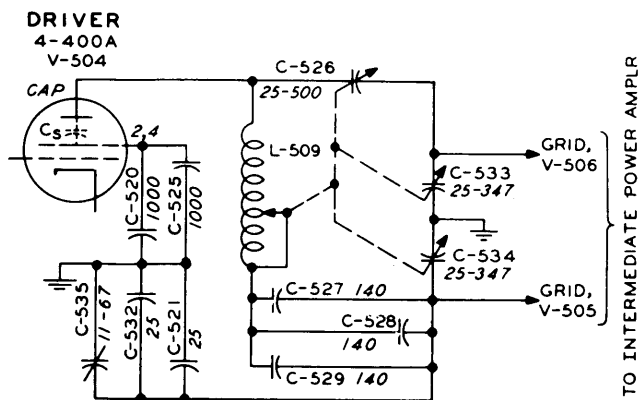 DRIVER
4-400A
V-504
CAP
Cs
2,4
C-520
1000
C-525
1000
C-526
25-500
L-509
GRID,
V-506
C-533
25-347
C-534
25-347
GRID,
V-505
TO INTERMEDIATE POWER AMPLR
C-535
11-67
C-532
25
C-521
25
C-527 140
C-528
140
C-529 140